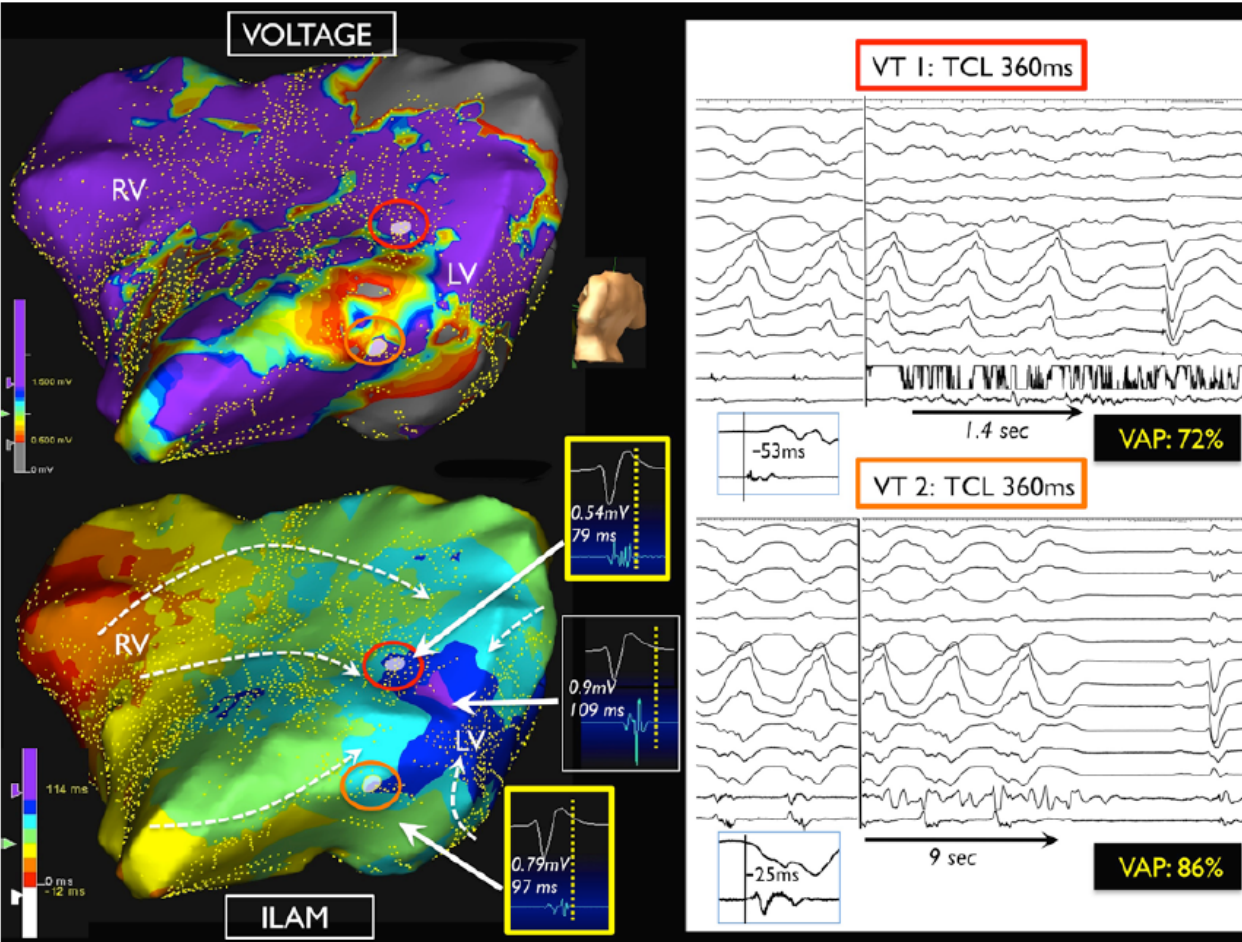 VOLTAGE
RV
LV
1.500 mV
0.500 mV
0 mV
VT 1: TCL 360ms
1.4 sec
-53ms
VAP: 72%
VT 2: TCL 360ms
9 sec
-25ms
VAP: 86%
0.54mV
79 ms
0.9mV
109 ms
0.79mV
97 ms
RV
LV
114 ms
0 ms
-12 ms
ILAM